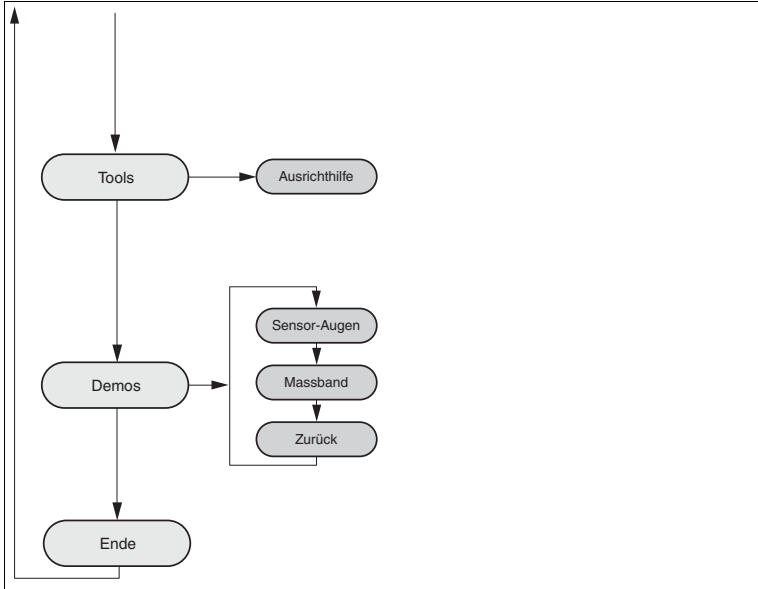 Tools
Ausrichthilfe
Sensor-Augen
Massband
Demos
Zurück
Ende